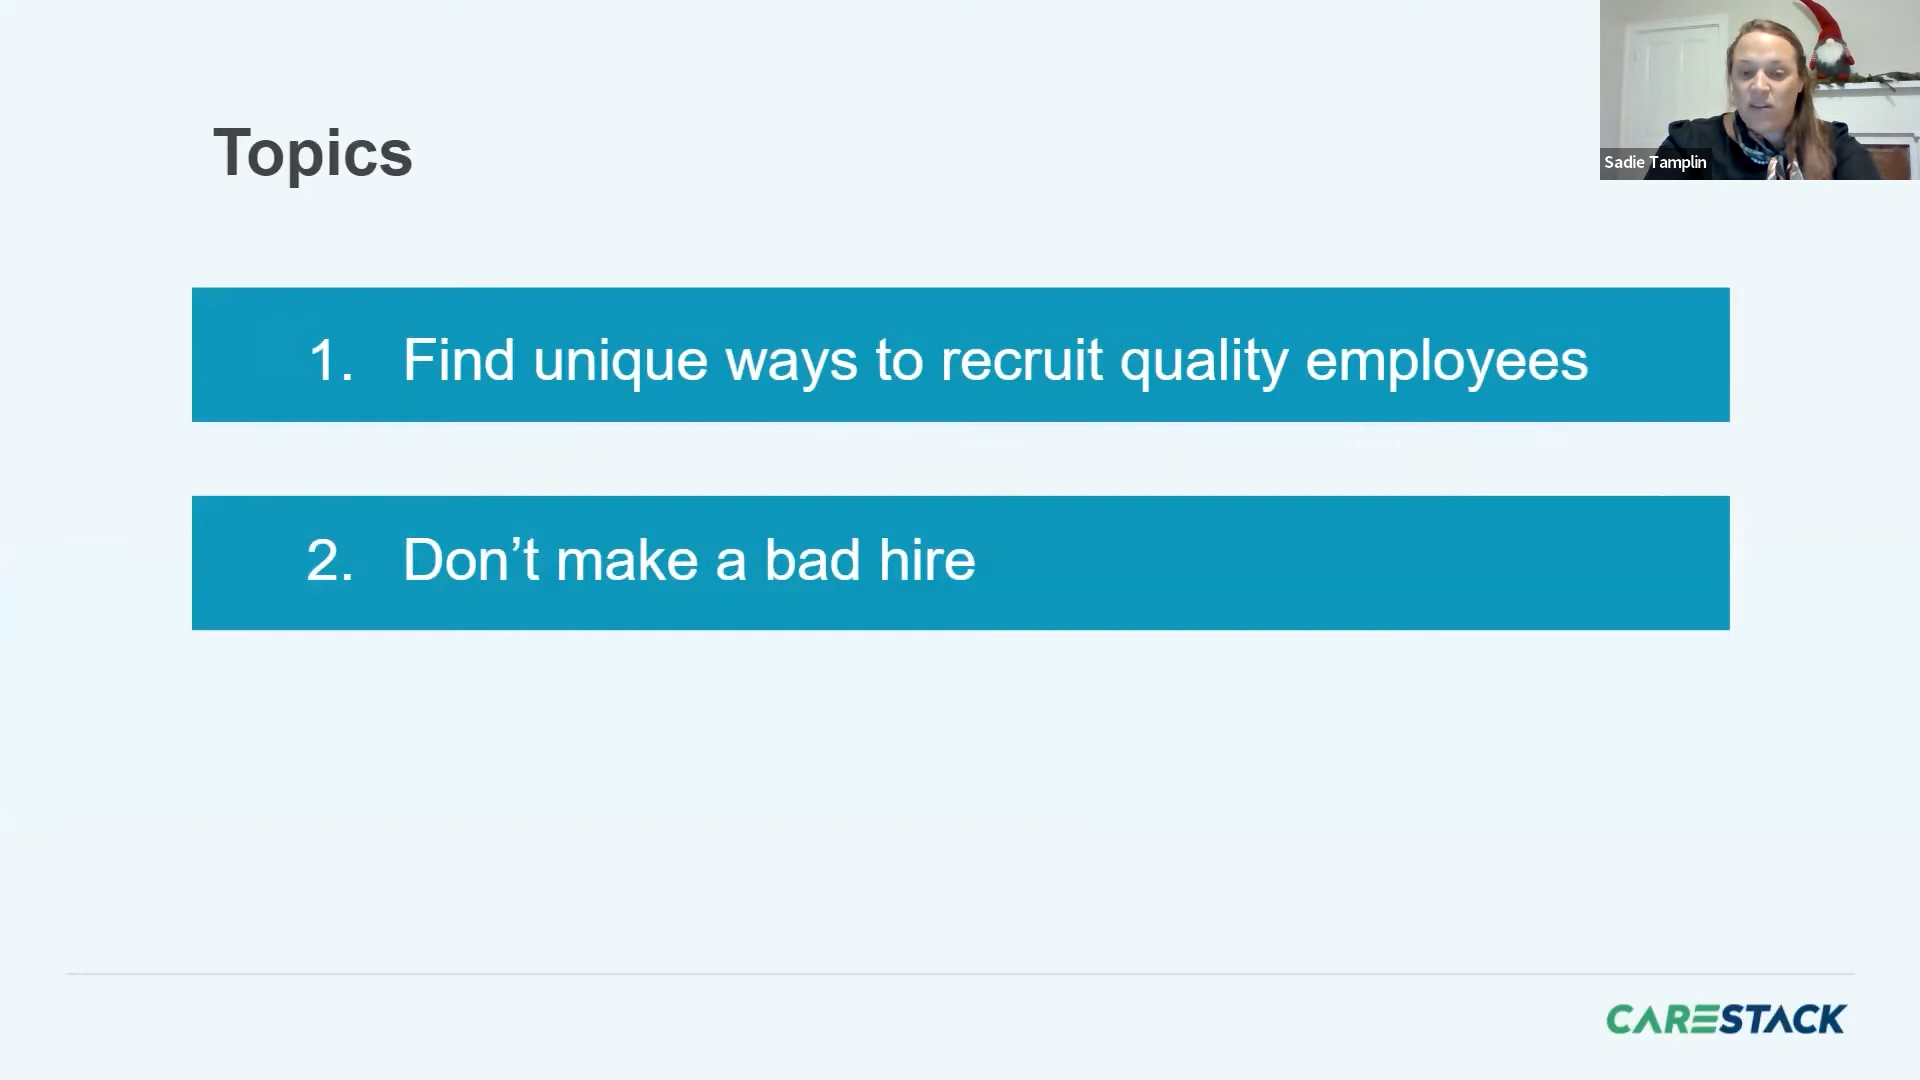 Topics
Sadie Tamplin
1. Find unique ways to recruit quality employees
2. Don’t make a bad hire
CARESTACK